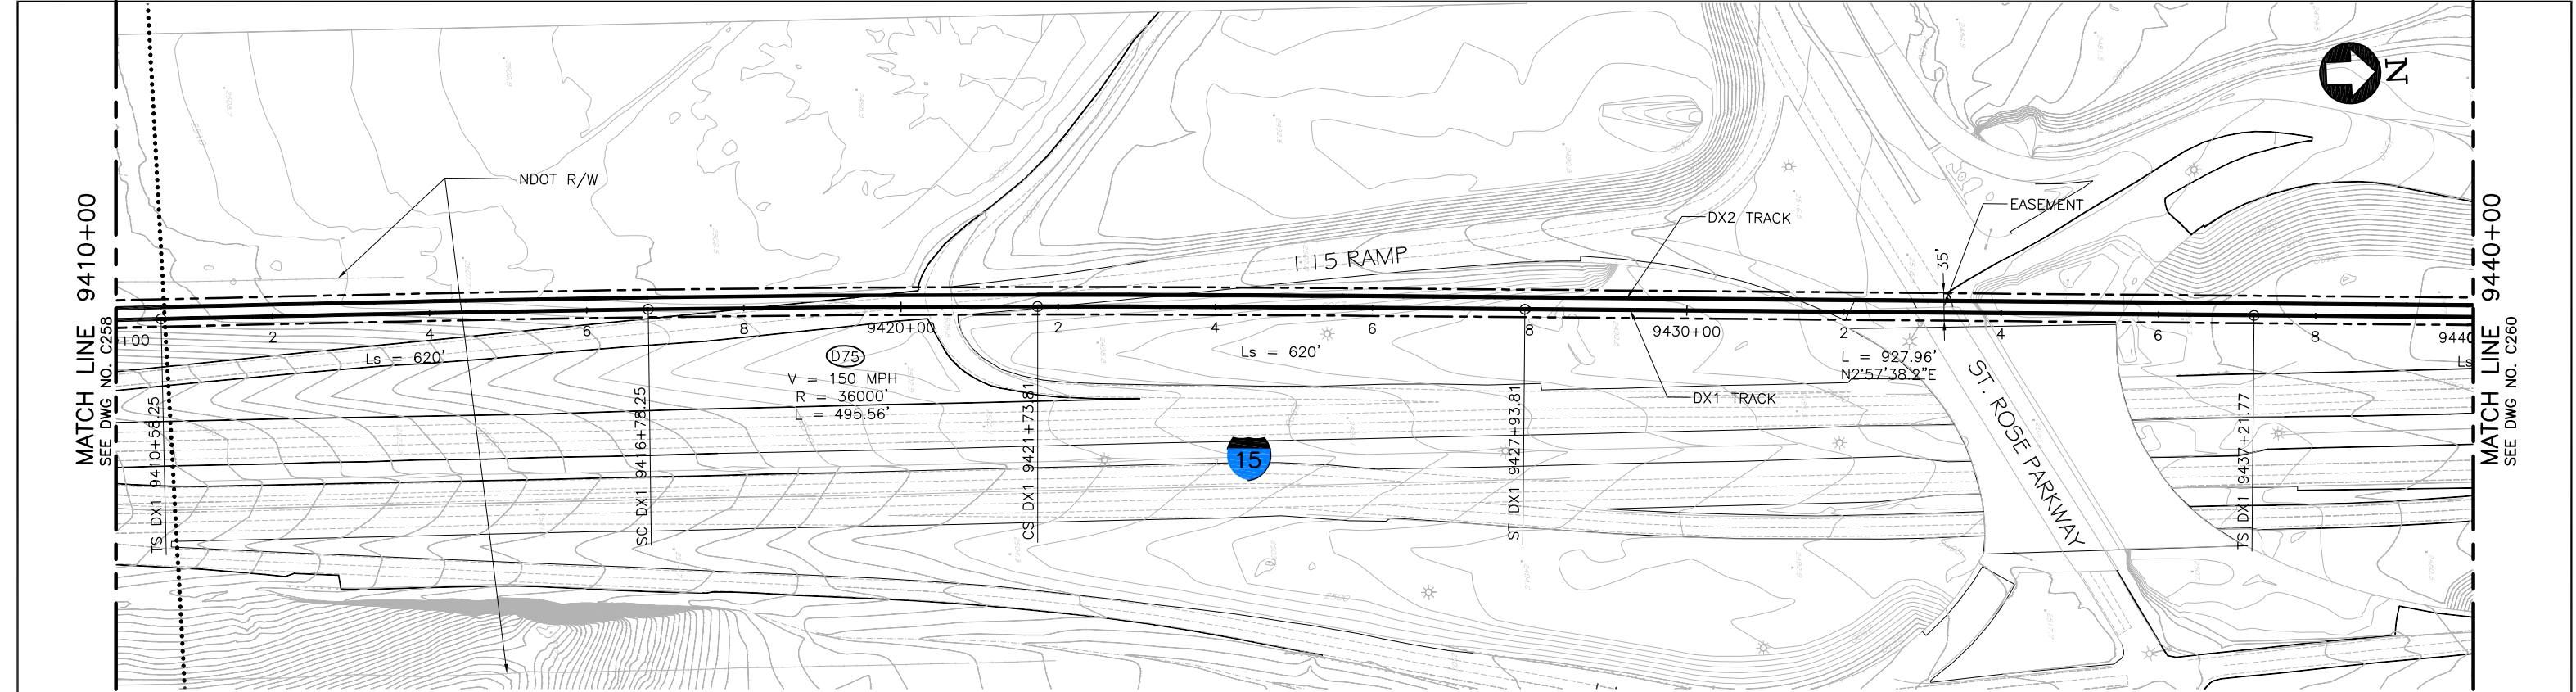 MATCH LINE 9410+00
SEE DWG NO. C258
NDOT R/W
I 15 RAMP
DX2 TRACK
EASEMENT
35'
N
MATCH LINE 9440+00
SEE DWG NO. C260
+00
2
4
6
8
9420+00
2
4
6
8
9430+00
2
4
6
8
9440
Ls = 620'
D75
V = 150 MPH
R = 36000'
L = 495.56'
Ls = 620'
DX1 TRACK
L = 927.96'
N2°57'38.2"E
Ls
TS DX1 9410+58.25
SC DX1 9416+78.25
CS DX1 9421+73.81
ST DX1 9427+93.81
TS DX1 9437+21.77
15
ST. ROSE PARKWAY
2500